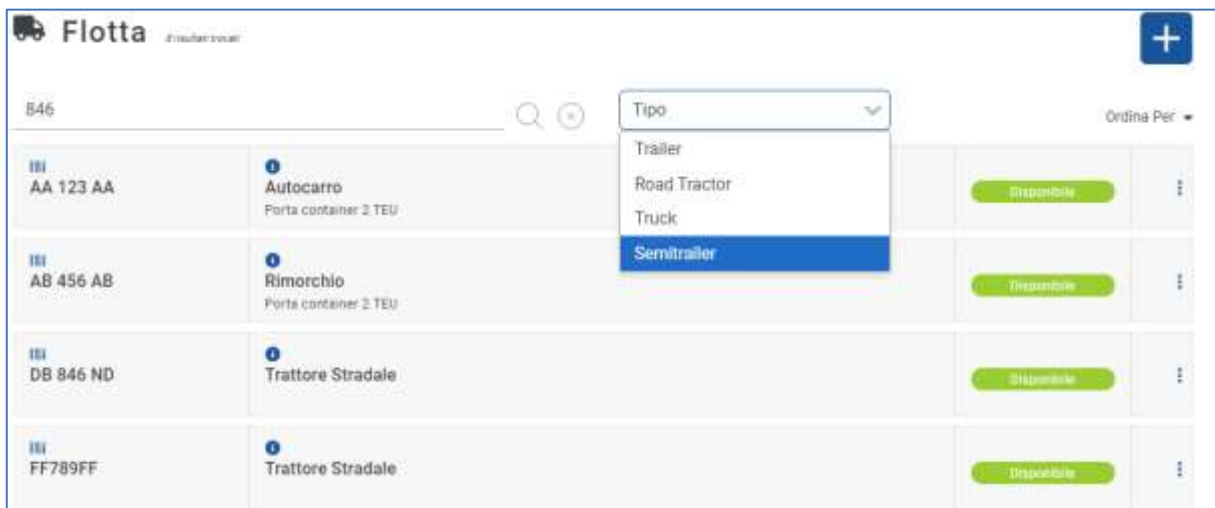 Flotta
846
Tipo
Ordina Per
Trailer
Road Tractor
Truck
Semitrailer
AA 123 AA
Autocarro
Porta container 2 TEU
Disponibile
AB 456 AB
Rimorchio
Porta container 2 TEU
Disponibile
DB 846 ND
Trattore Stradale
Disponibile
FF789FF
Trattore Stradale
Disponibile